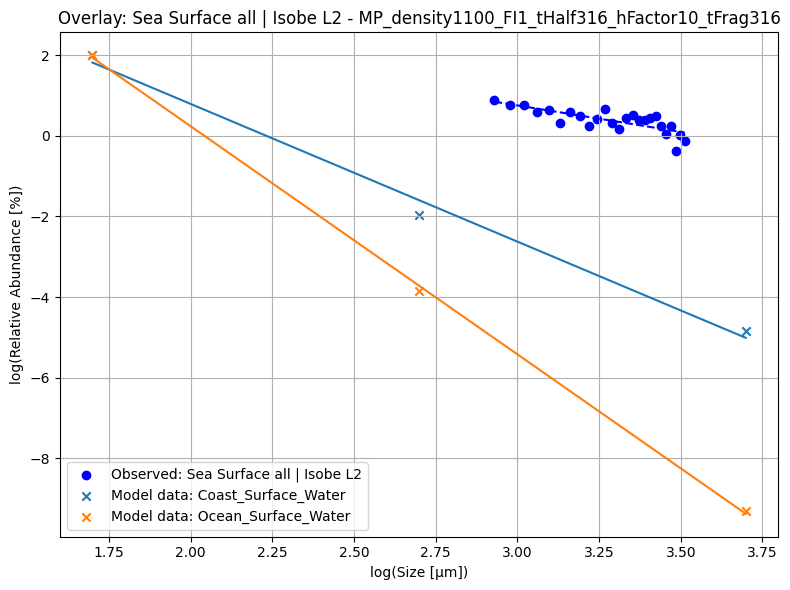 Overlay: Sea Surface all | Isobe L2 - MP_density1100_FI1_tHalf316_hFactor10_tFrag316
log(Relative Abundance [%])
2
0
−2
−4
−6
−8
Observed: Sea Surface all | Isobe L2
Model data: Coast_Surface_Water
Model data: Ocean_Surface_Water
1.75 2.00 2.25 2.50 2.75 3.00 3.25 3.50 3.75
log(Size [μm])